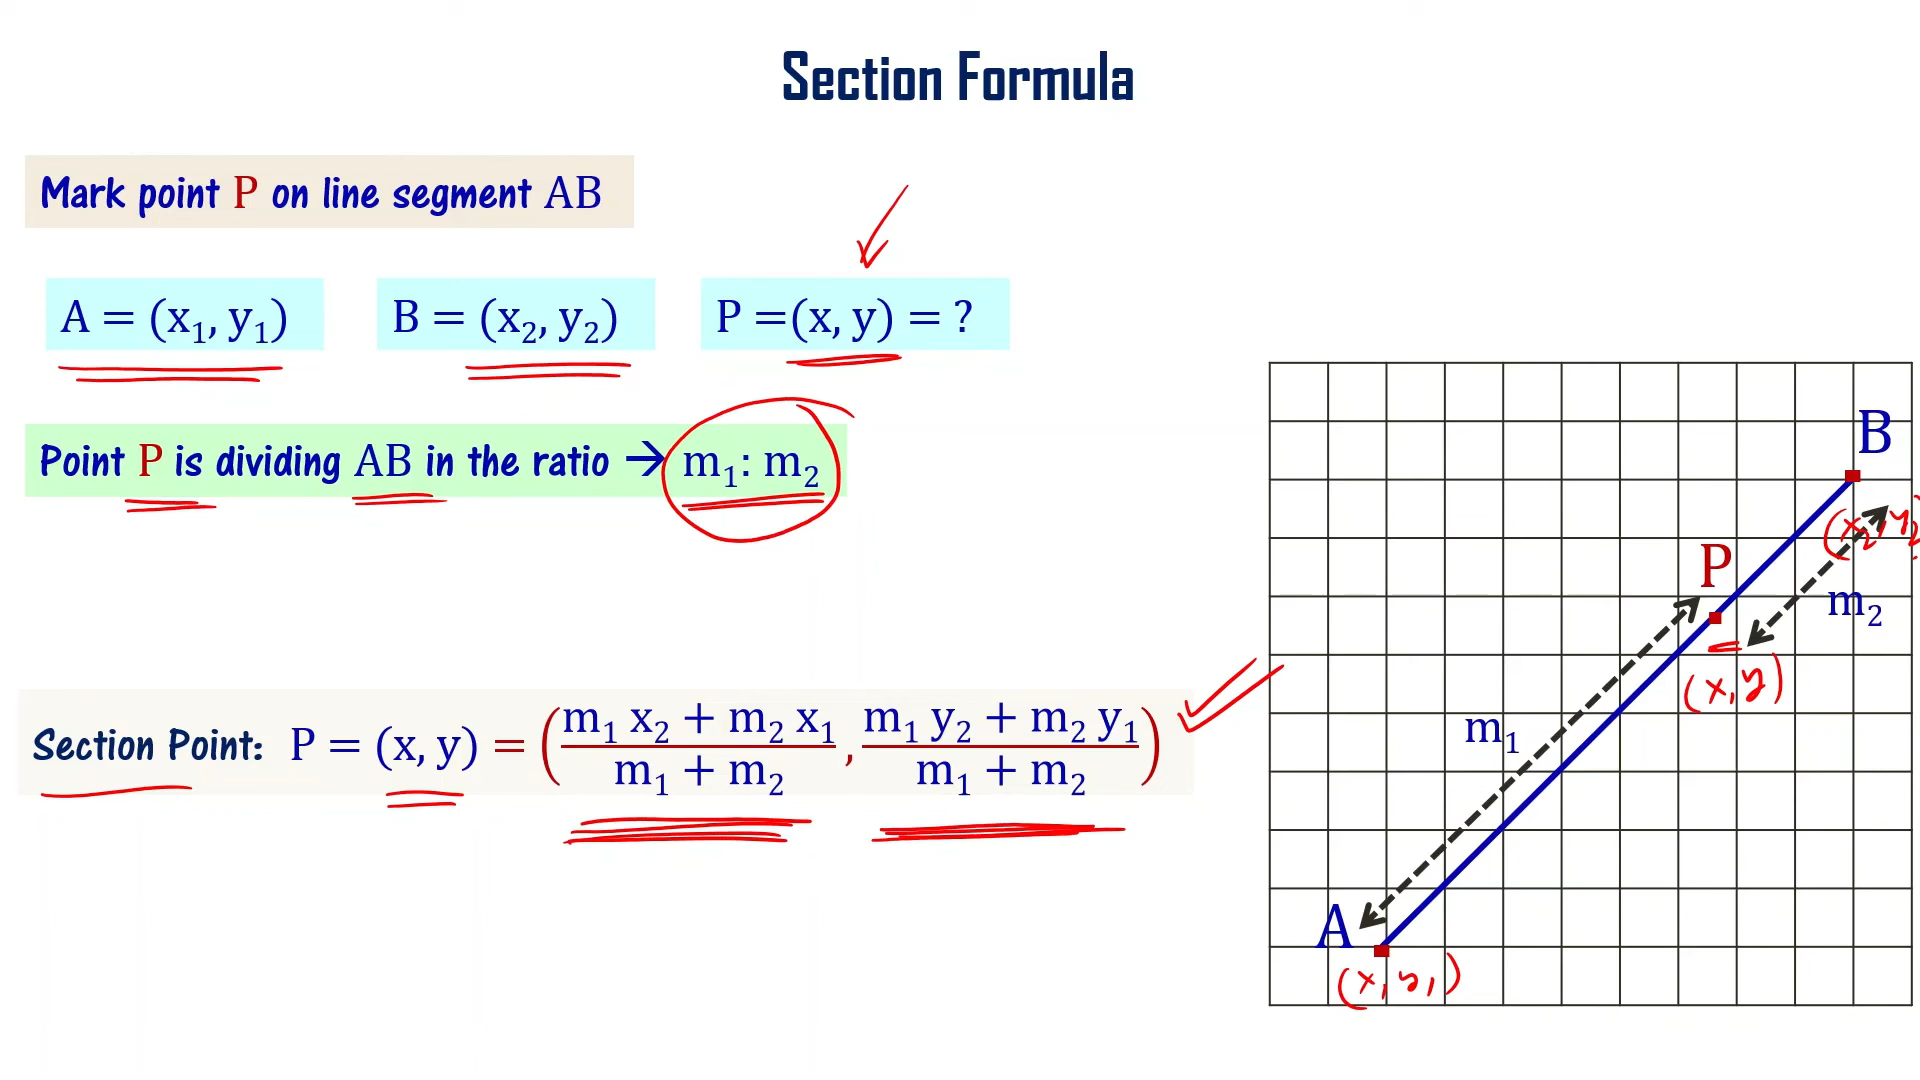 Section Formula
Mark point P on line segment AB
A = (x₁, y₁)
B = (x₂, y₂)
P =(x, y) = ?
Point P is dividing AB in the ratio → m₁: m₂
Section Point: P = (x, y) = (m₁ x₂ + m₂ x₁ / m₁ + m₂ , m₁ y₂ + m₂ y₁ / m₁ + m₂)
B
(x₂, y₂)
P
m₂
(x, y)
m₁
A
(x₁ y₁)